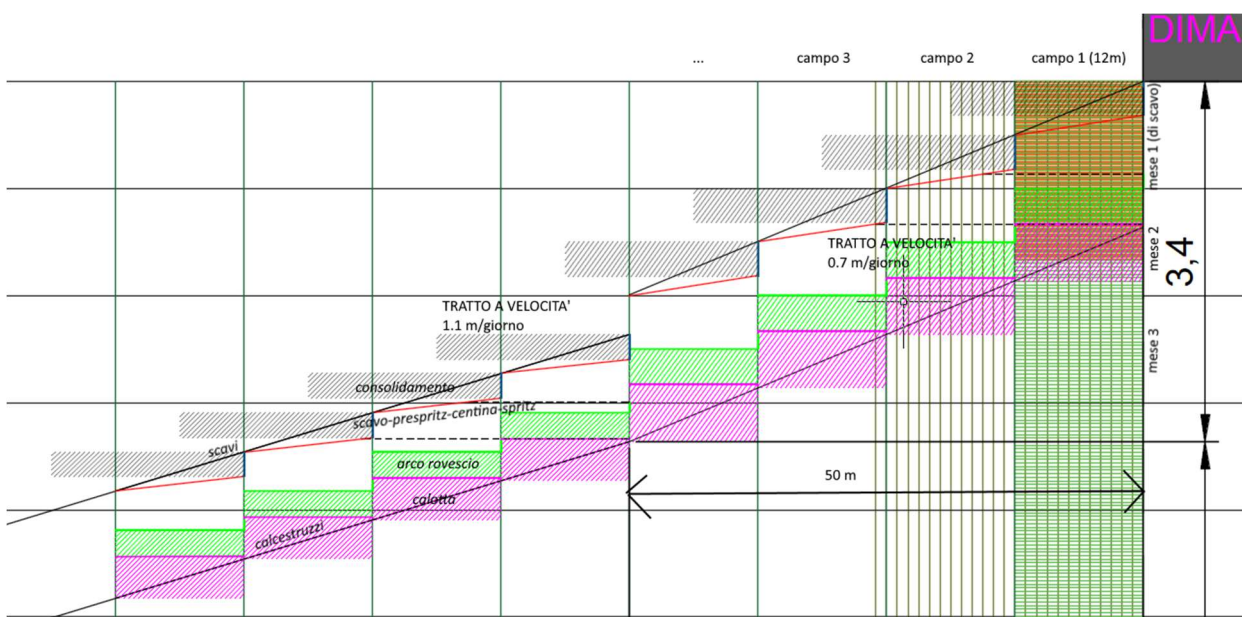 DIMA
...
campo 3
campo 2
campo 1 (12m)
mese 1 (di scavo)
mese 2
3,4
mese 3
TRATTO A VELOCITA'
0.7 m/giorno
TRATTO A VELOCITA'
1.1 m/giorno
consolidamento
scavo-prespritz-centina-spritz
scavi
arco rovescio
calotta
50 m
calcestruzzi